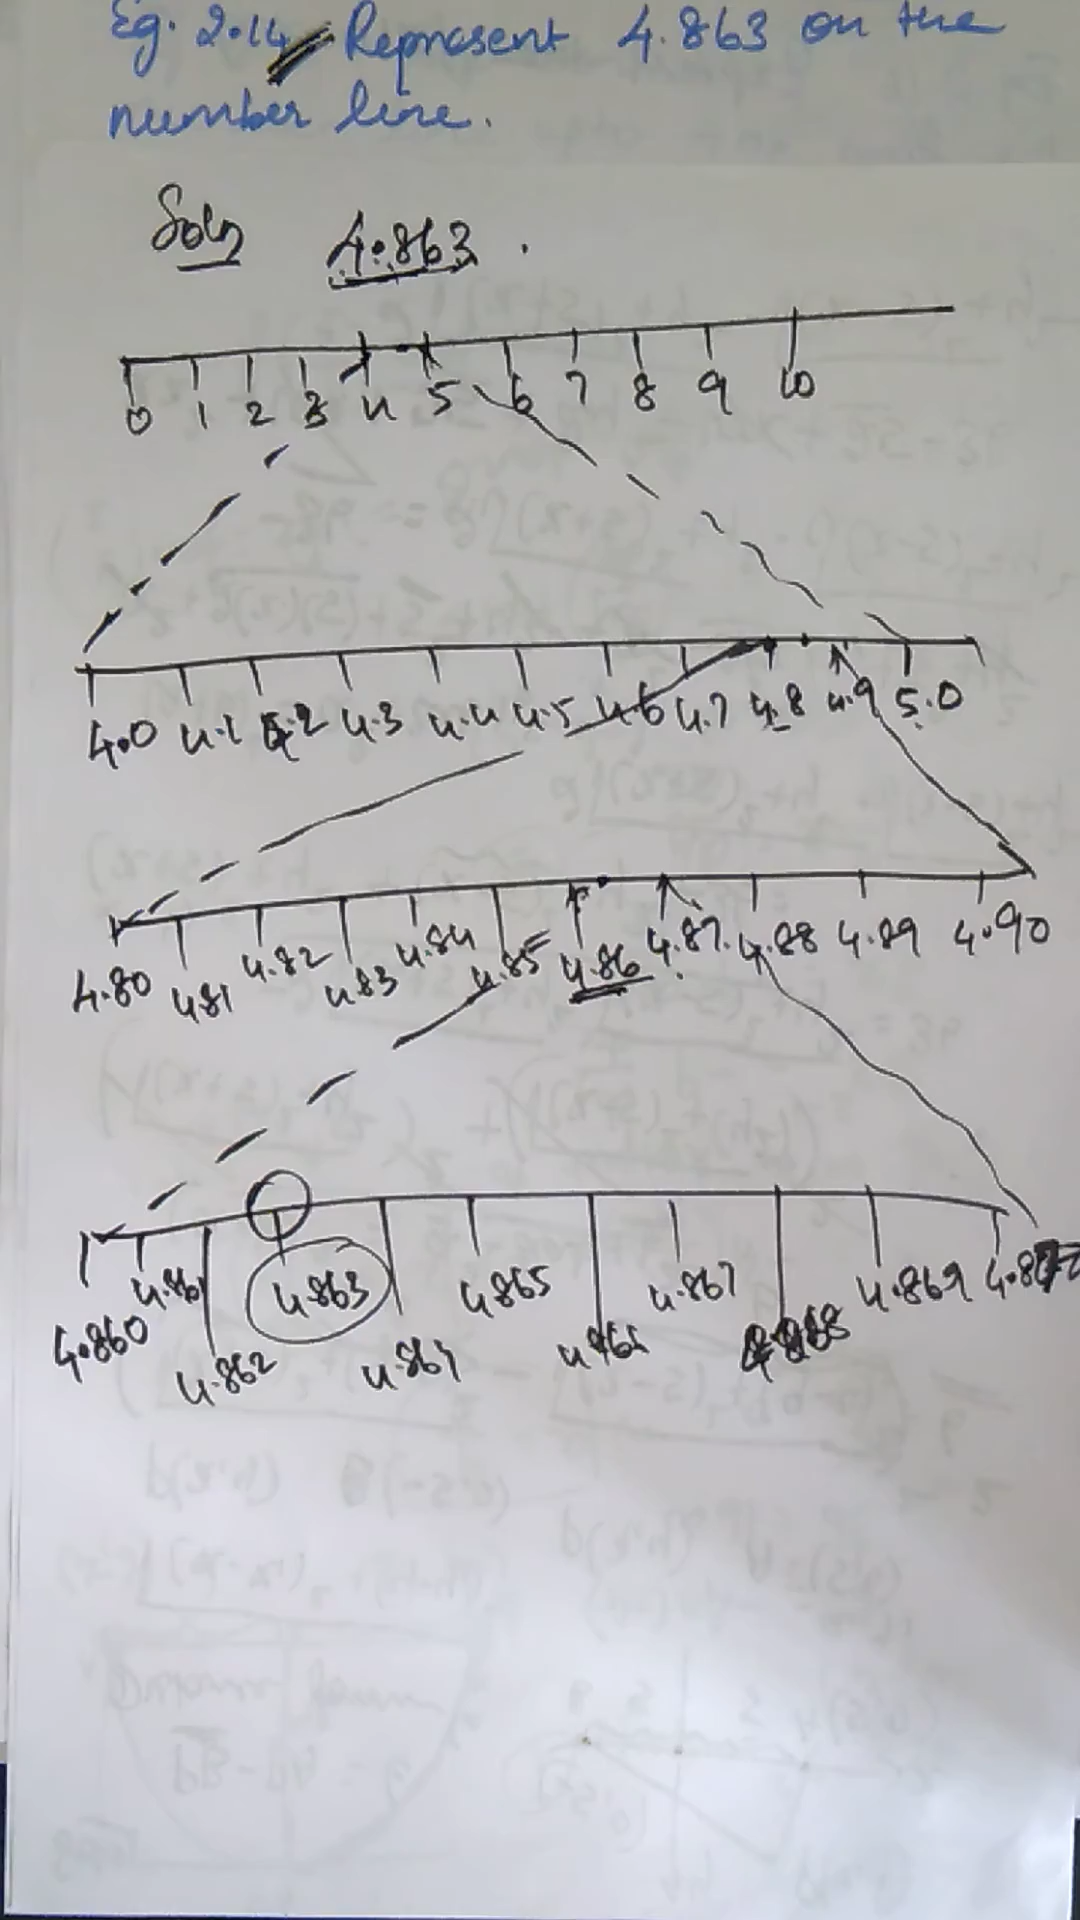 Eg. 2.14 Represent 4.863 on the
number line.
Soln 4.863.
0 1 2 3 4 5 6 7 8 9 10
4.0 4.1 4.2 4.3 4.4 4.5 4.6 4.7 4.8 4.9 5.0
4.80 4.81 4.82 4.83 4.84 4.85 4.86 4.87 4.88 4.89 4.90
4.860 4.861 4.862 4.863 4.864 4.865 4.866 4.867 4.868 4.869 4.87